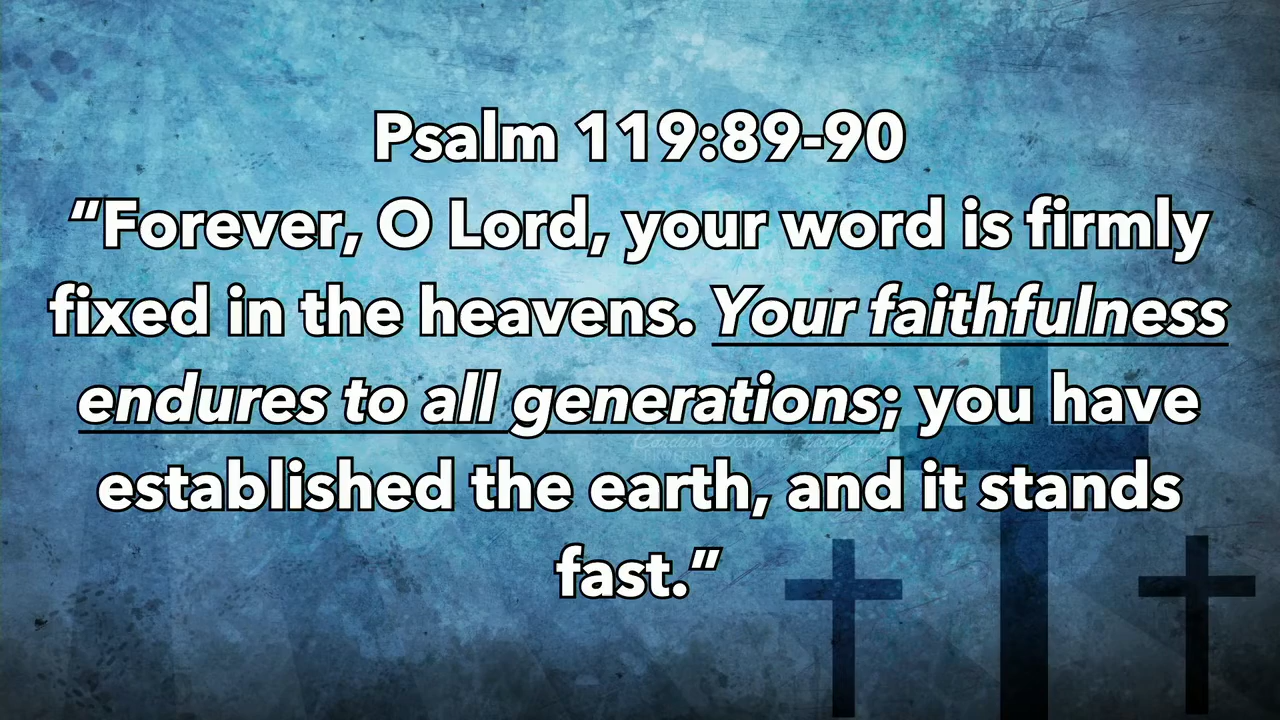 Psalm 119:89-90
“Forever, O Lord, your word is firmly
fixed in the heavens. Your faithfulness
endures to all generations; you have
established the earth, and it stands
fast.”